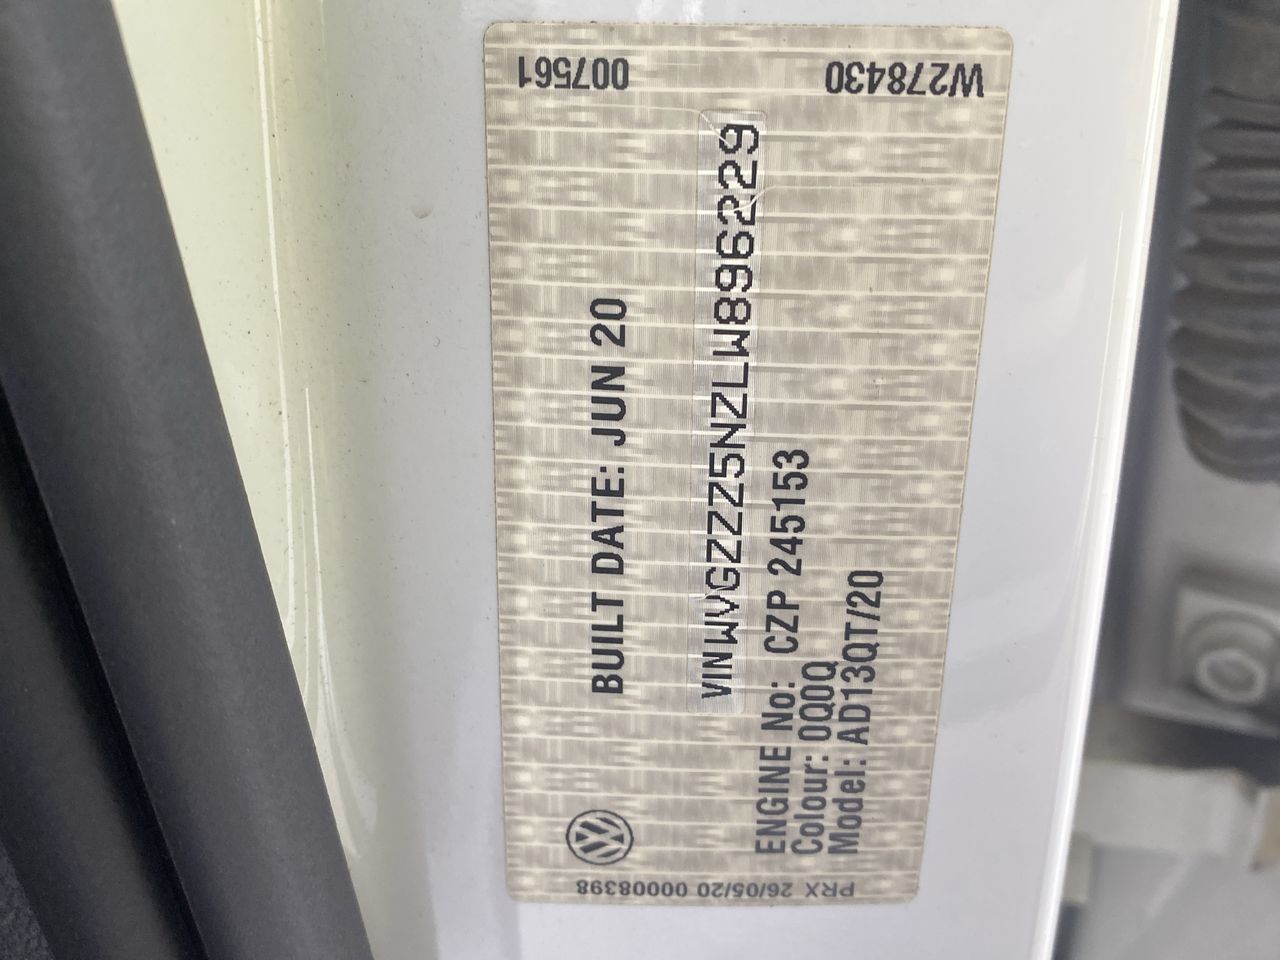 W278430
007561
BUILT DATE: JUN 20
VIN WVGZZZ5NZLW896229
ENGINE No: CZP 245153
Colour: 0Q0Q
Model: AD13QT/20
PRX 26/05/20 00008398